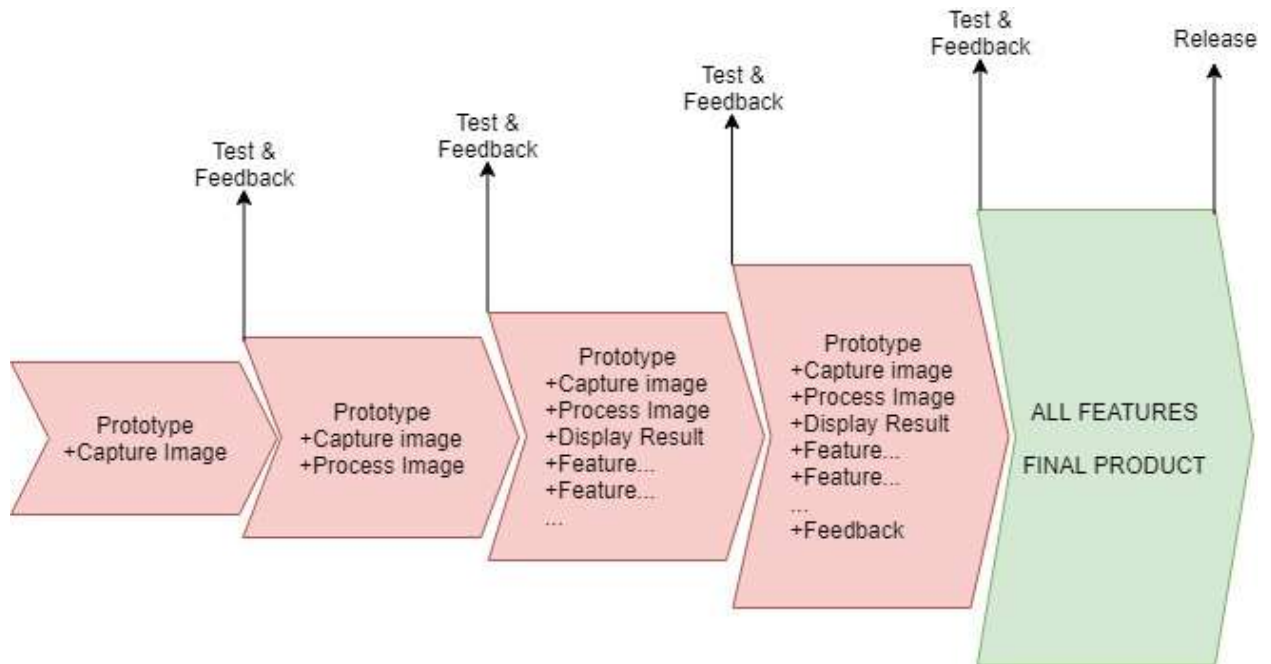 Test &
Feedback
Test &
Feedback
Test &
Feedback
Test &
Feedback
Release
Prototype
+Capture Image
Prototype
+Capture image
+Process Image
Prototype
+Capture image
+Process Image
+Display Result
+Feature...
+Feature...
...
Prototype
+Capture image
+Process Image
+Display Result
+Feature...
+Feature...
...
+Feedback
ALL FEATURES
FINAL PRODUCT